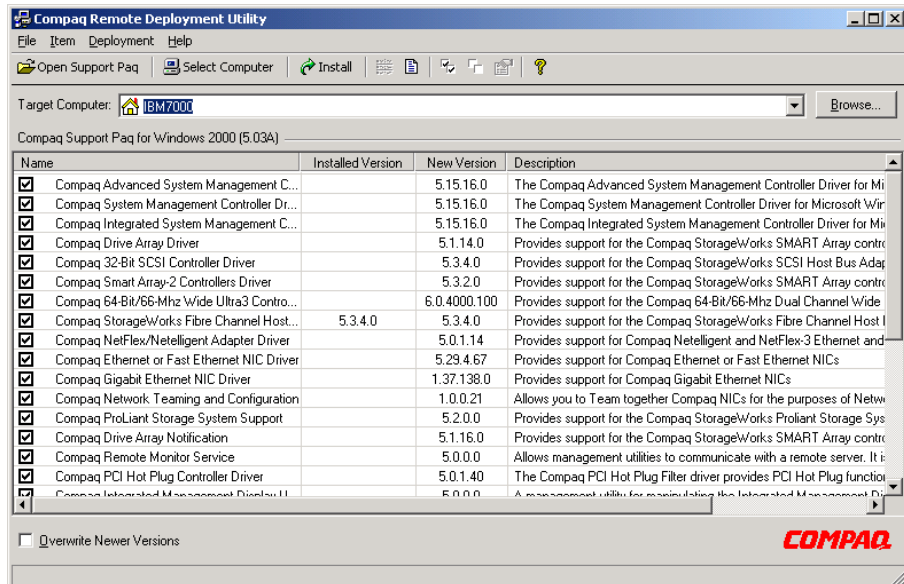 Compaq Remote Deployment Utility
File Item Deployment Help
Open Support Paq Select Computer Install
Target Computer: IBM7000 Browse...
Compaq Support Paq for Windows 2000 (5.03A)
Name Installed Version New Version Description
Compaq Advanced System Management C... 5.15.16.0 The Compaq Advanced System Management Controller Driver for Mi
Compaq System Management Controller Dr... 5.15.16.0 The Compaq System Management Controller Driver for Microsoft Wir
Compaq Integrated System Management C... 5.15.16.0 The Compaq Integrated System Management Controller Driver for Mi
Compaq Drive Array Driver 5.1.14.0 Provides support for the Compaq StorageWorks SMART Array contro
Compaq 32-Bit SCSI Controller Driver 5.3.4.0 Provides support for the Compaq StorageWorks SCSI Host Bus Adap
Compaq Smart Array-2 Controllers Driver 5.3.2.0 Provides support for the Compaq StorageWorks SMART Array contro
Compaq 64-Bit/66-Mhz Wide Ultra3 Contro... 6.0.4000.100 Provides support for the Compaq 64-Bit/66-Mhz Dual Channel Wide
Compaq StorageWorks Fibre Channel Host... 5.3.4.0 5.3.4.0 Provides support for the Compaq StorageWorks Fibre Channel Host
Compaq NetFlex/Netelligent Adapter Driver 5.0.1.14 Provides support for Compaq Netelligent and NetFlex-3 Ethernet and
Compaq Ethernet or Fast Ethernet NIC Driver 5.29.4.67 Provides support for Compaq Ethernet or Fast Ethernet NICs
Compaq Gigabit Ethernet NIC Driver 1.37.138.0 Provides support for Compaq Gigabit Ethernet NICs
Compaq Network Teaming and Configuration 1.0.0.21 Allows you to Team together Compaq NICs for the purposes of Netw
Compaq ProLiant Storage System Support 5.2.0.0 Provides support for the Compaq StorageWorks Proliant Storage Sys
Compaq Drive Array Notification 5.1.16.0 Provides support for the Compaq StorageWorks SMART Array contro
Compaq Remote Monitor Service 5.0.0.0 Allows management utilities to communicate with a remote server. It i
Compaq PCI Hot Plug Controller Driver 5.0.1.40 The Compaq PCI Hot Plug Filter driver provides PCI Hot Plug function
Compaq Integrated Management Display U... 5.0.0.0 A management utility for manipulating the Integrated Management Di
Overwrite Newer Versions
COMPAQ